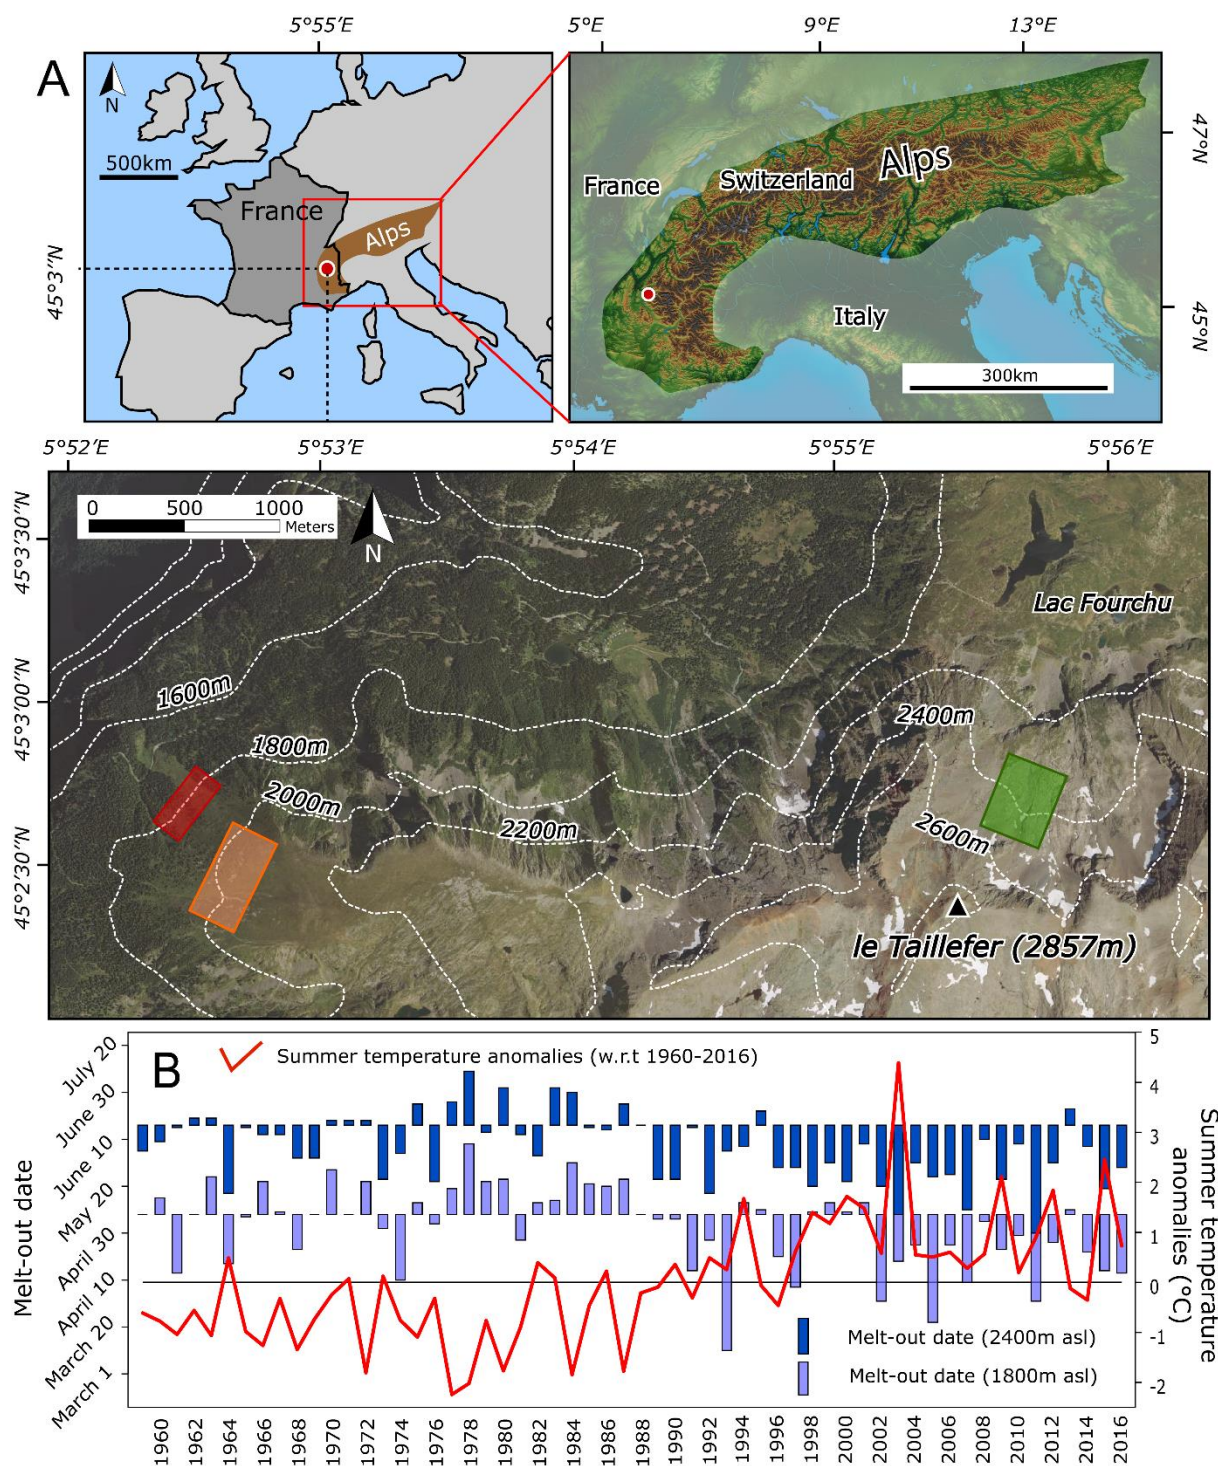 5°55'E
5°E
9°E
13°E
A
N
500km
France
Alps
45°3"N
France
Switzerland
Alps
Italy
300km
47°N
45°N
5°52'E
5°53'E
5°54'E
5°55'E
5°56'E
0 500 1000
Meters
N
45°3'30"N
45°3'00"N
45°2'30"N
Lac Fourchu
1600m
1800m
2000m
2200m
2400m
2600m
le Taillefer (2857m)
B
Summer temperature anomalies (w.r.t 1960-2016)
Melt-out date
July 20
June 30
June 10
May 20
April 30
April 10
March 20
March 1
5
4
3
2
1
0
-1
-2
Summer temperature
anomalies (°C)
Melt-out date (2400m asl)
Melt-out date (1800m asl)
1960 1962 1964 1966 1968 1970 1972 1974 1976 1978 1980 1982 1984 1986 1988 1990 1992 1994 1996 1998 2000 2002 2004 2006 2008 2010 2012 2014 2016